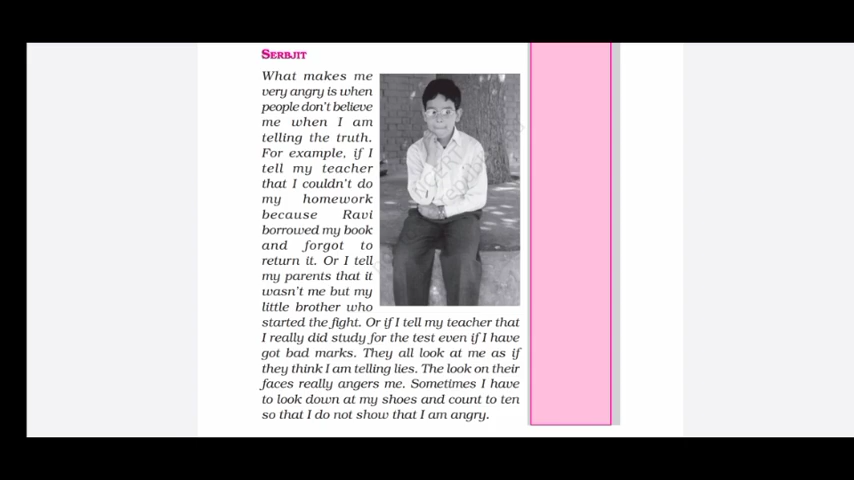 SERBJIT
What makes me
very angry is when
people don't believe
me when I am
telling the truth.
For example, if I
tell my teacher
that I couldn't do
my homework
because Ravi
borrowed my book
and forgot to
return it. Or I tell
my parents that it
wasn't me but my
little brother who
started the fight. Or if I tell my teacher that
I really did study for the test even if I have
got bad marks. They all look at me as if
they think I am telling lies. The look on their
faces really angers me. Sometimes I have
to look down at my shoes and count to ten
so that I do not show that I am angry.